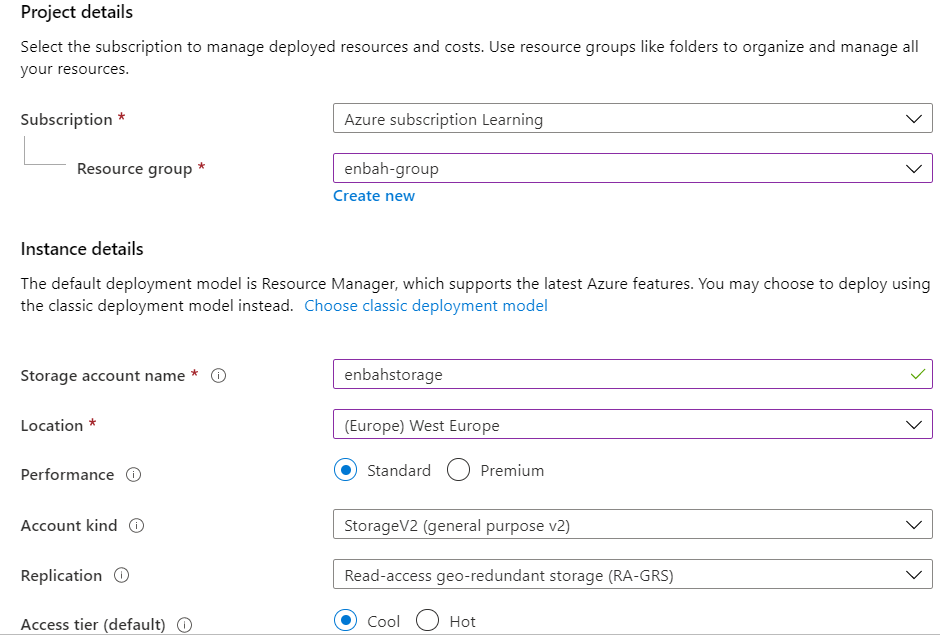 Project details
Select the subscription to manage deployed resources and costs. Use resource groups like folders to organize and manage all
your resources.
Subscription *
Azure subscription Learning
Resource group *
enbah-group
Create new
Instance details
The default deployment model is Resource Manager, which supports the latest Azure features. You may choose to deploy using
the classic deployment model instead. Choose classic deployment model
Storage account name *
enbahstorage
Location *
(Europe) West Europe
Performance
Standard Premium
Account kind
StorageV2 (general purpose v2)
Replication
Read-access geo-redundant storage (RA-GRS)
Access tier (default)
Cool Hot